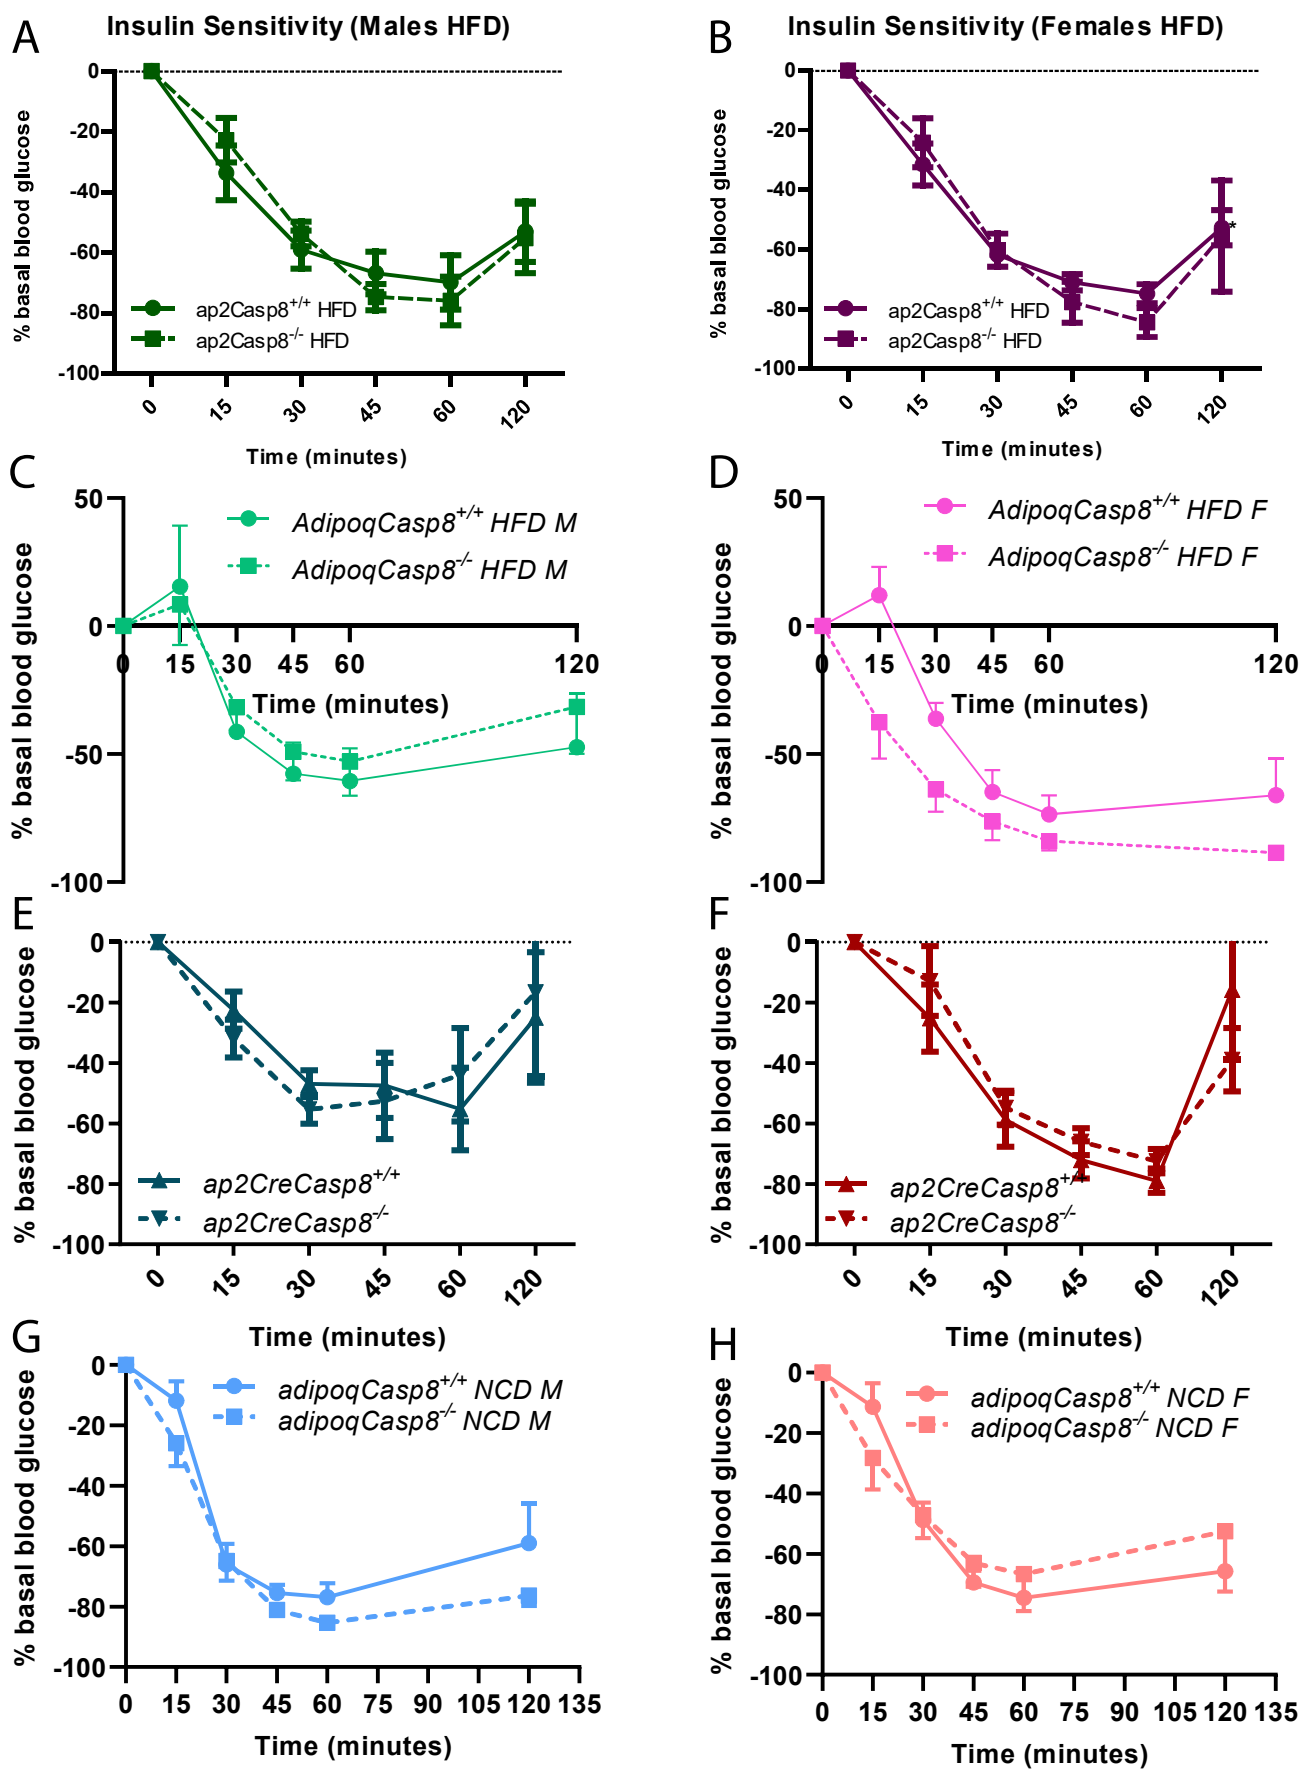 A
Insulin Sensitivity (Males HFD)
% basal blood glucose
0
-20
-40
-60
-80
-100
ap2Casp8+/+ HFD
ap2Casp8-/- HFD
0 15 30 45 60 120
Time (minutes)
B
Insulin Sensitivity (Females HFD)
% basal blood glucose
0
-20
-40
-60
-80
-100
*
ap2Casp8+/+ HFD
ap2Casp8-/- HFD
0 15 30 45 60 120
Time (minutes)
C
% basal blood glucose
50
0
-50
-100
AdipoqCasp8+/+ HFD M
AdipoqCasp8-/- HFD M
0 15 30 45 60 120
Time (minutes)
D
% basal blood glucose
50
0
-50
-100
AdipoqCasp8+/+ HFD F
AdipoqCasp8-/- HFD F
0 15 30 45 60 120
Time (minutes)
E
% basal blood glucose
0
-20
-40
-60
-80
-100
ap2CreCasp8+/+
ap2CreCasp8-/-
0 15 30 45 60 120
Time (minutes)
F
% basal blood glucose
0
-20
-40
-60
-80
-100
ap2CreCasp8+/+
ap2CreCasp8-/-
0 15 30 45 60 120
Time (minutes)
G
% basal blood glucose
0
-20
-40
-60
-80
-100
adipoqCasp8+/+ NCD M
adipoqCasp8-/- NCD M
0 15 30 45 60 75 90 105 120 135
Time (minutes)
H
% basal blood glucose
0
-20
-40
-60
-80
-100
adipoqCasp8+/+ NCD F
adipoqCasp8-/- NCD F
0 15 30 45 60 75 90 105 120 135
Time (minutes)